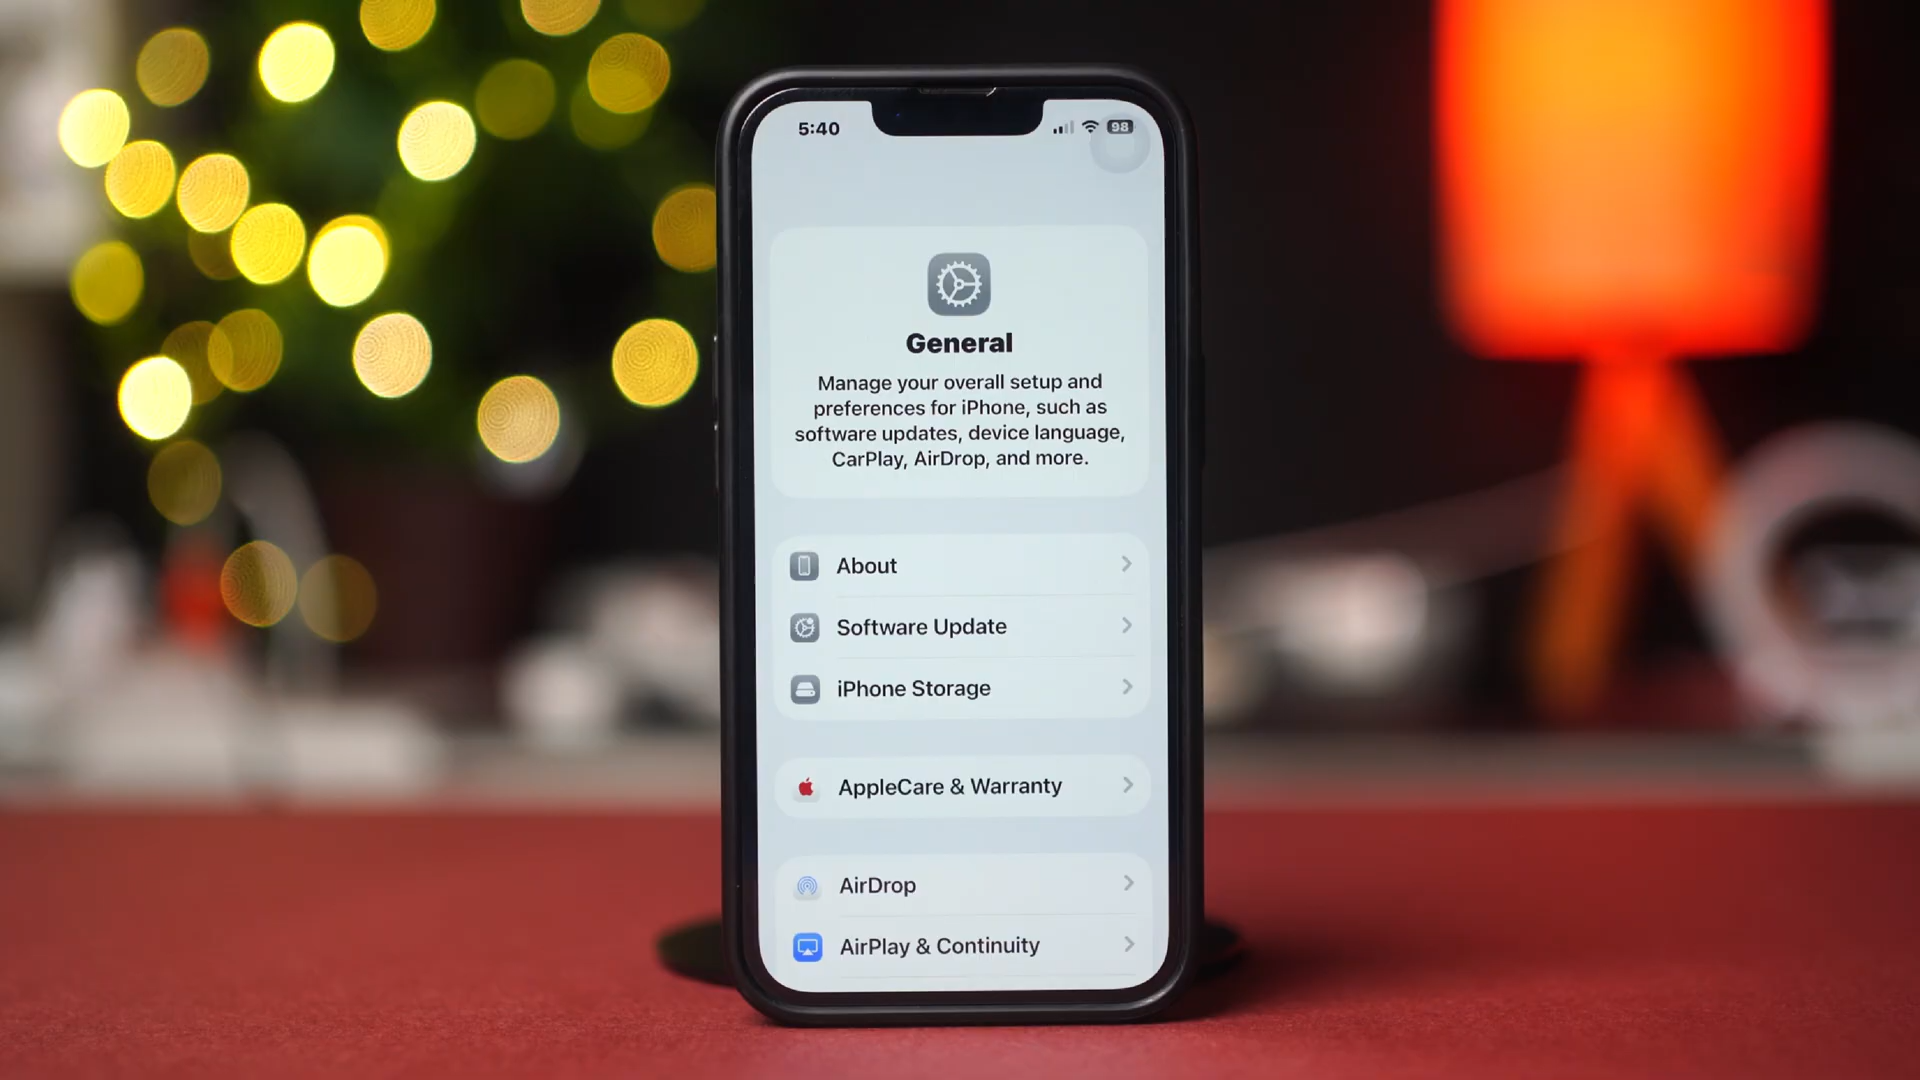 5:40
98
General
Manage your overall setup and
preferences for iPhone, such as
software updates, device language,
CarPlay, AirDrop, and more.
About
Software Update
iPhone Storage
AppleCare & Warranty
AirDrop
AirPlay & Continuity